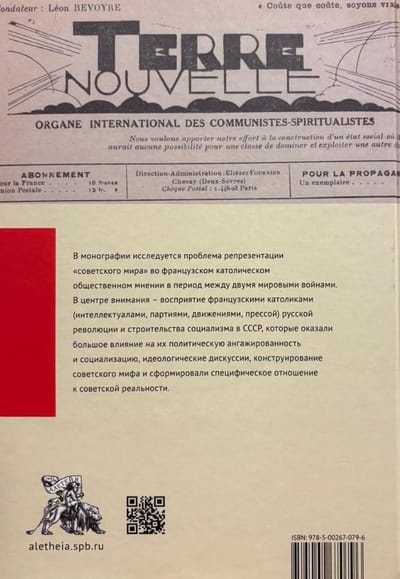 Fondateur : Léon REVOYRE
« Coûte que coûte, soyons vrais
TERRE
NOUVELLE
ORGANE INTERNATIONAL DES COMMUNISTES-SPIRITUALISTES
Nous voulons apporter notre effort à la construction d'un état social où
aurait aucune possibilité pour une classe de dominer et exploiter une autre
ABONNEMENT
Pour la France . . . . 10 francs
Union Postale . . . . . 12 fr. »
Direction-Administration : Eliézer FOURNIER
Chenay (Deux-Sèvres)
Chèque Postal : 1.446-23 Paris
POUR LA PROPAGA
Un exemplaire . . . . .
В монографии исследуется проблема репрезентации
«советского мира» во французском католическом
общественном мнении в период между двумя мировыми войнами.
В центре внимания – восприятие французскими католиками
(интеллектуалами, партиями, движениями, прессой) русской
революции и строительства социализма в СССР, которые оказали
большое влияние на их политическую ангажированность
и социализацию, идеологические дискуссии, конструирование
советского мифа и сформировали специфическое отношение
к советской реальности.
АЛЕТЕЙЯ
aletheia.spb.ru
ISBN: 978-5-00267-079-6